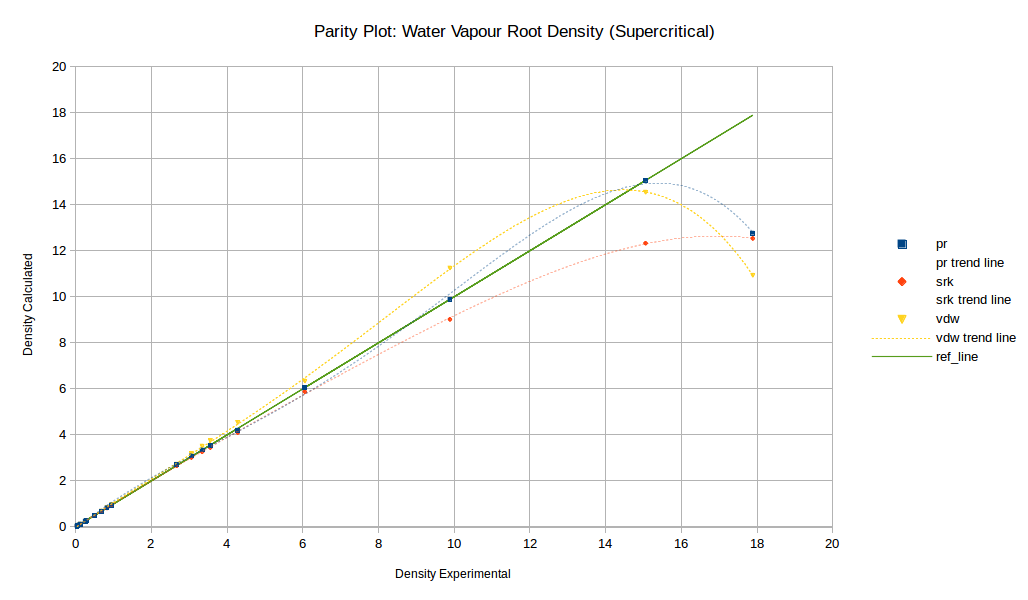 Parity Plot: Water Vapour Root Density (Supercritical)
20
18
16
14
12
10
8
6
4
2
0
Density Calculated
0 2 4 6 8 10 12 14 16 18 20
Density Experimental
pr
pr trend line
srk
srk trend line
vdw
vdw trend line
ref_line